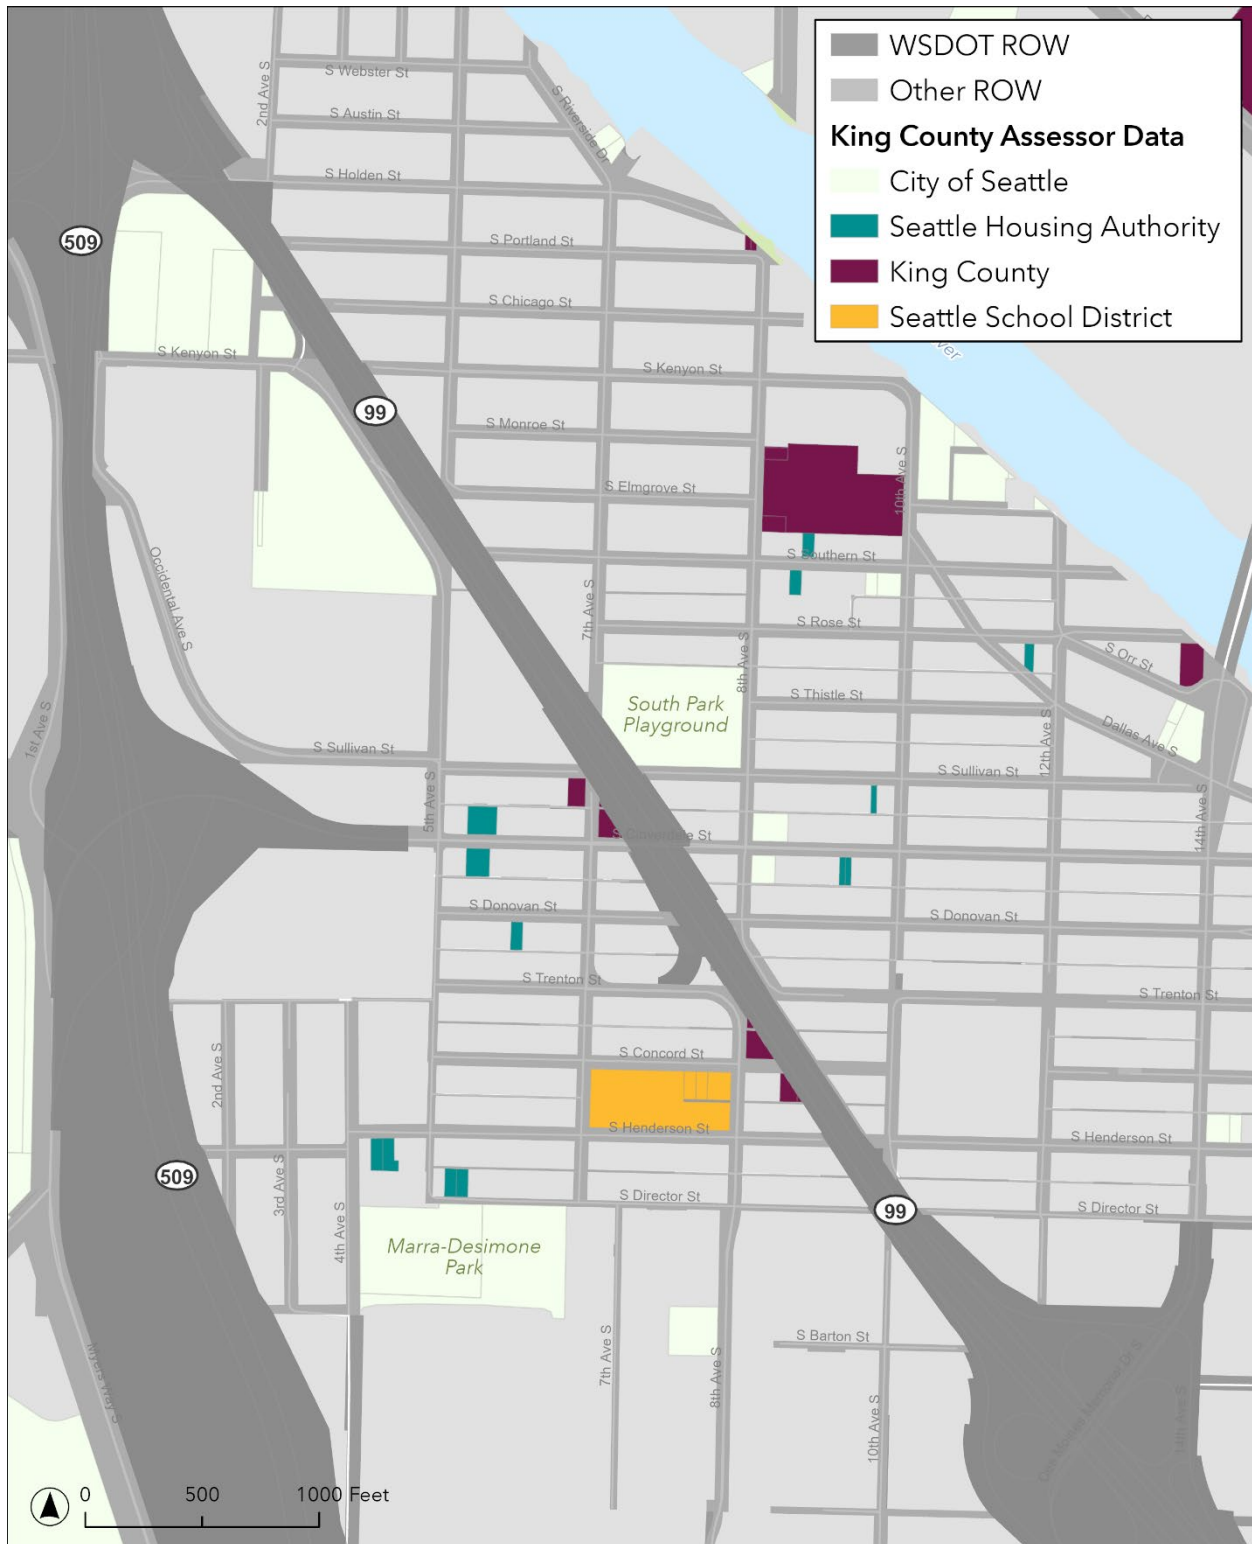 WSDOT ROW
Other ROW
King County Assessor Data
City of Seattle
Seattle Housing Authority
King County
Seattle School District
2nd Ave S
S Webster St
S Austin St
S Riverside Dr
S Holden St
509
S Portland St
S Chicago St
S Kenyon St
S Kenyon St
99
S Monroe St
S Elmgrove St
10th Ave S
S Southern St
Occidental Ave S
7th Ave S
S Rose St
8th Ave S
S Orr St
South Park
Playground
S Thistle St
12th Ave S
Dallas Ave S
1st Ave S
S Sullivan St
S Sullivan St
5th Ave S
14th Ave S
S Cloverdale St
S Donovan St
S Donovan St
S Trenton St
S Trenton St
2nd Ave S
S Concord St
S Henderson St
S Henderson St
509
3rd Ave S
4th Ave S
S Director St
S Director St
99
Marra-Desimone
Park
7th Ave S
8th Ave S
S Barton St
10th Ave S
14th Ave S
Myers Way S
0 500 1000 Feet